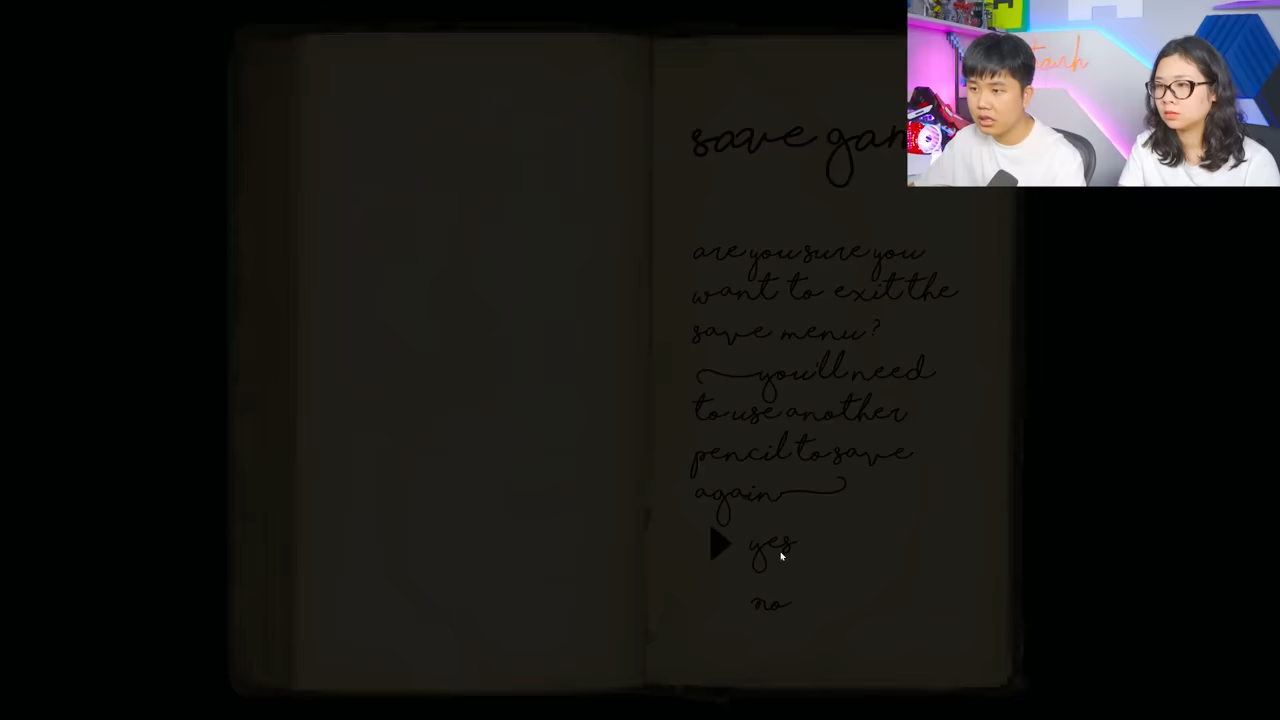 save gam
are you sure you
want to exit the
save menu?
you'll need
to use another
pencil to save
again
yes
no